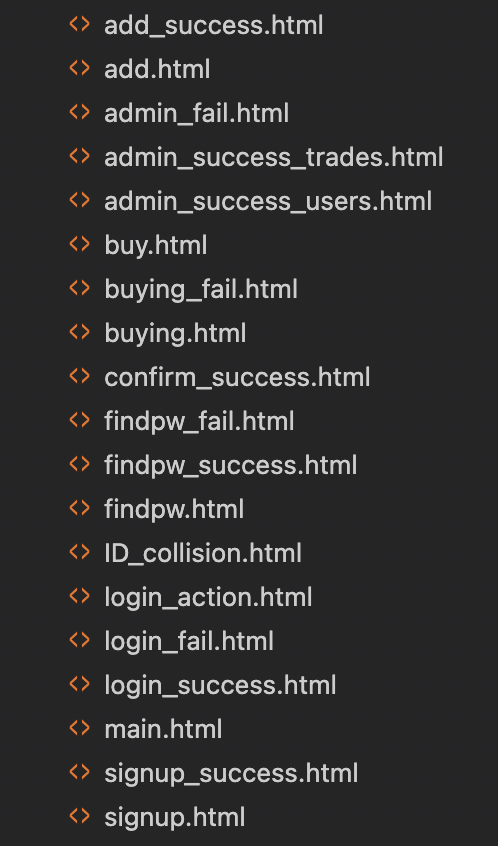 add_success.html
add.html
admin_fail.html
admin_success_trades.html
admin_success_users.html
buy.html
buying_fail.html
buying.html
confirm_success.html
findpw_fail.html
findpw_success.html
findpw.html
ID_collision.html
login_action.html
login_fail.html
login_success.html
main.html
signup_success.html
signup.html